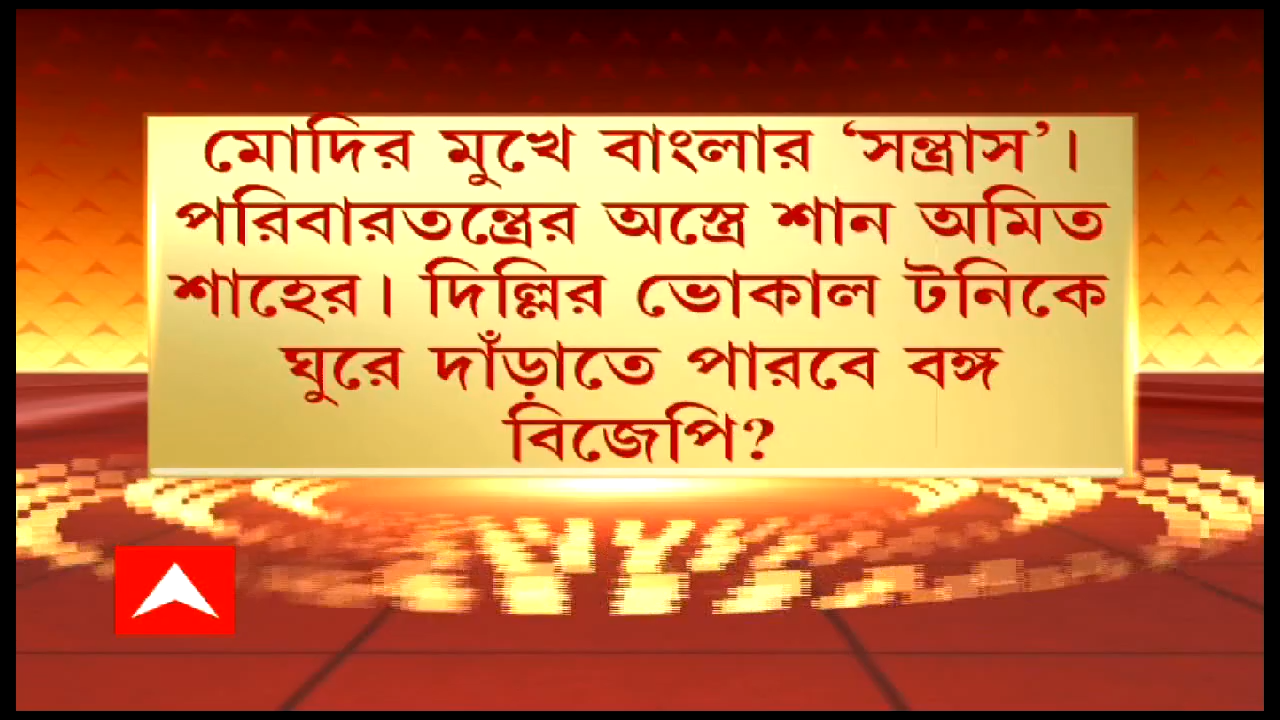 মোদির মুখে বাংলার ‘সন্ত্রাস’।
পরিবারতন্ত্রের অস্ত্রে শান অমিত
শাহের। দিল্লির ভোকাল টনিকে
ঘুরে দাঁড়াতে পারবে বঙ্গ
বিজেপি?